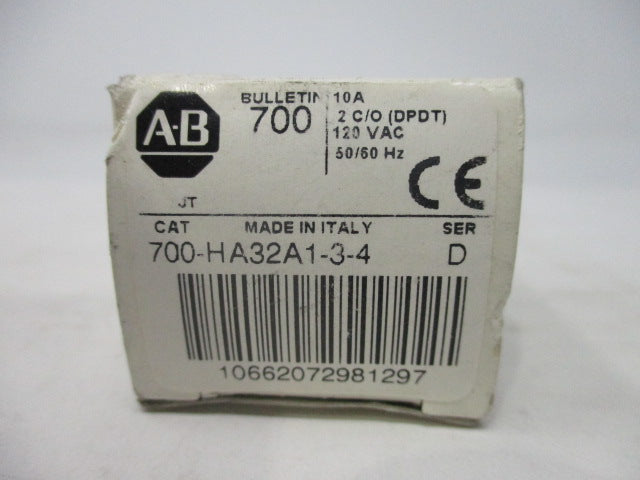 A-B
BULLETIN
700
10A
2 C/O (DPDT)
120 VAC
50/60 Hz
CE
JT
CAT MADE IN ITALY SER
700-HA32A1-3-4 D
10662072981297